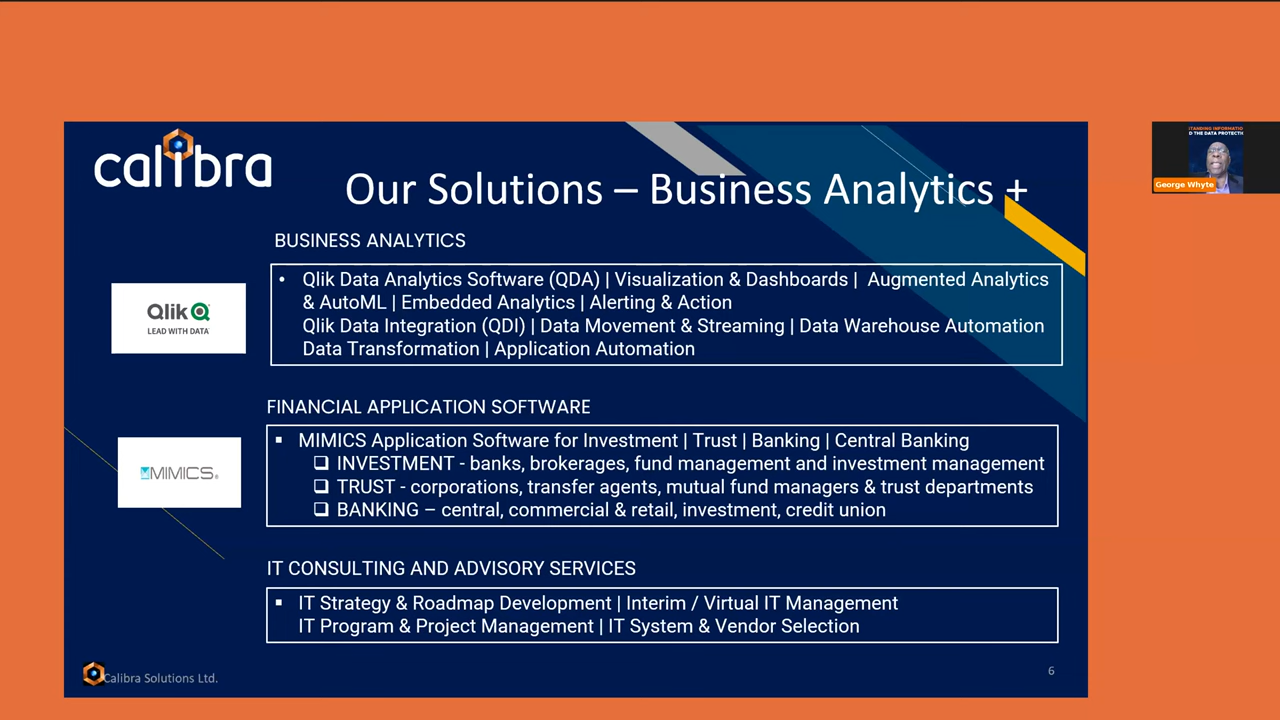 calibra
Our Solutions – Business Analytics +
BUSINESS ANALYTICS
• Qlik Data Analytics Software (QDA) | Visualization & Dashboards | Augmented Analytics
& AutoML | Embedded Analytics | Alerting & Action
Qlik Data Integration (QDI) | Data Movement & Streaming | Data Warehouse Automation
Data Transformation | Application Automation
Qlik Q
LEAD WITH DATA
FINANCIAL APPLICATION SOFTWARE
▪ MIMICS Application Software for Investment | Trust | Banking | Central Banking
❑ INVESTMENT - banks, brokerages, fund management and investment management
❑ TRUST - corporations, transfer agents, mutual fund managers & trust departments
❑ BANKING – central, commercial & retail, investment, credit union
MIMICS®
IT CONSULTING AND ADVISORY SERVICES
▪ IT Strategy & Roadmap Development | Interim / Virtual IT Management
IT Program & Project Management | IT System & Vendor Selection
Calibra Solutions Ltd.
6
TANDING INFORMATIO
D THE DATA PROTECTI
George Whyte